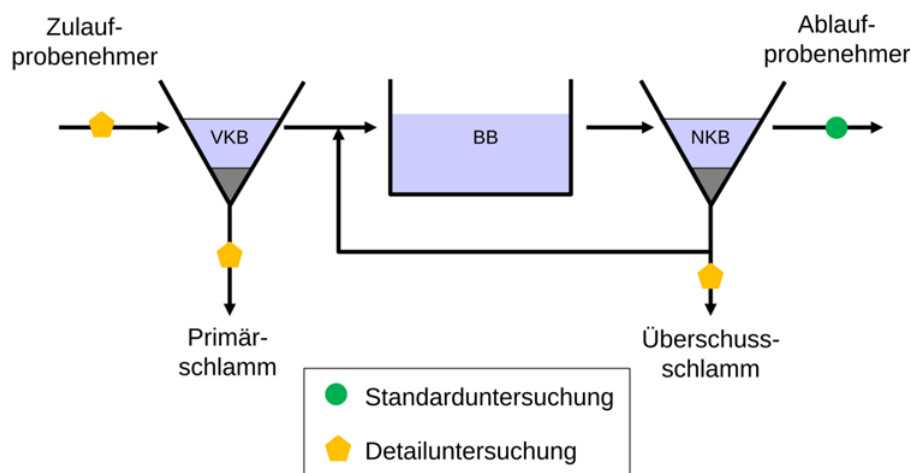 Zulauf-
probenehmer
Ablauf-
probenehmer
VKB
BB
NKB
Primär-
schlamm
Überschuss-
schlamm
Standarduntersuchung
Detailuntersuchung